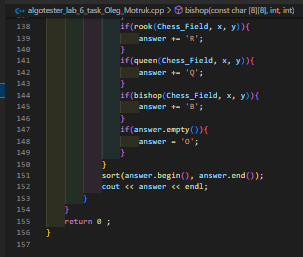 algotester_lab_6_task_Oleg_Motruk.cpp > bishop(const char [8][8], int, int)
138 if(rook(Chess_Field, x, y)){
139 answer += 'R';
140 }
141 if(queen(Chess_Field, x, y)){
142 answer += 'Q';
143 }
144 if(bishop(Chess_Field, x, y)){
145 answer += 'B';
146 }
147 if(answer.empty()){
148 answer = 'O';
149 }
150 }
151 sort(answer.begin(), answer.end());
152 cout << answer << endl;
153 }
154 }
155 return 0 ;
156 }
157